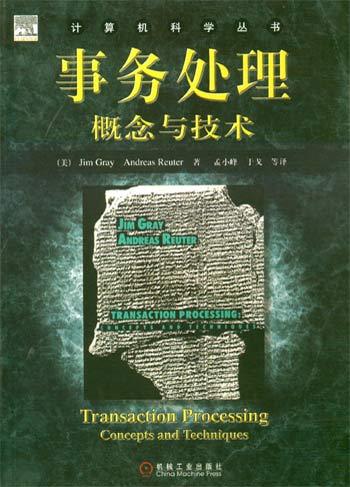 计算机科学丛书
事务处理
概念与技术
(美) Jim Gray Andreas Reuter 著 孟小峰 于戈 等译
JIM GRAY
ANDREAS REUTER
TRANSACTION PROCESSING:
CONCEPTS AND TECHNIQUES
Transaction Processing
Concepts and Techniques
机械工业出版社
China Machine Press